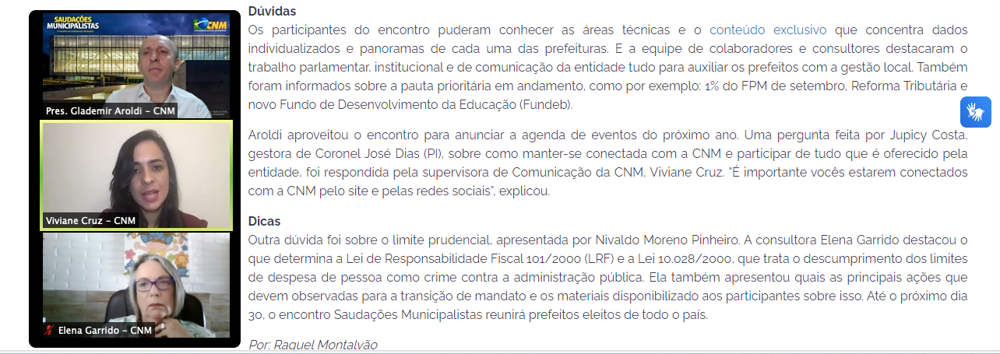 SAUDAÇÕES
MUNICIPALISTAS
CNM
Pres. Glademir Aroldi – CNM
Viviane Cruz – CNM
Elena Garrido – CNM
Dúvidas
Os participantes do encontro puderam conhecer as áreas técnicas e o conteúdo exclusivo que concentra dados
individualizados e panoramas de cada uma das prefeituras. E a equipe de colaboradores e consultores destacaram o
trabalho parlamentar, institucional e de comunicação da entidade tudo para auxiliar os prefeitos com a gestão local. Também
foram informados sobre a pauta prioritária em andamento, como por exemplo: 1% do FPM de setembro, Reforma Tributária e
novo Fundo de Desenvolvimento da Educação (Fundeb).
Aroldi aproveitou o encontro para anunciar a agenda de eventos do próximo ano. Uma pergunta feita por Jupicy Costa,
gestora de Coronel José Dias (PI), sobre como manter-se conectada com a CNM e participar de tudo que é oferecido pela
entidade, foi respondida pela supervisora de Comunicação da CNM, Viviane Cruz. "É importante vocês estarem conectados
com a CNM pelo site e pelas redes sociais", explicou.
Dicas
Outra dúvida foi sobre o limite prudencial, apresentada por Nivaldo Moreno Pinheiro. A consultora Elena Garrido destacou o
que determina a Lei de Responsabilidade Fiscal 101/2000 (LRF) e a Lei 10.028/2000, que trata o descumprimento dos limites
de despesa de pessoa como crime contra a administração pública. Ela também apresentou quais as principais ações que
devem observadas para a transição de mandato e os materiais disponibilizado aos participantes sobre isso. Até o próximo dia
30, o encontro Saudações Municipalistas reunirá prefeitos eleitos de todo o país.
Por: Raquel Montalvão